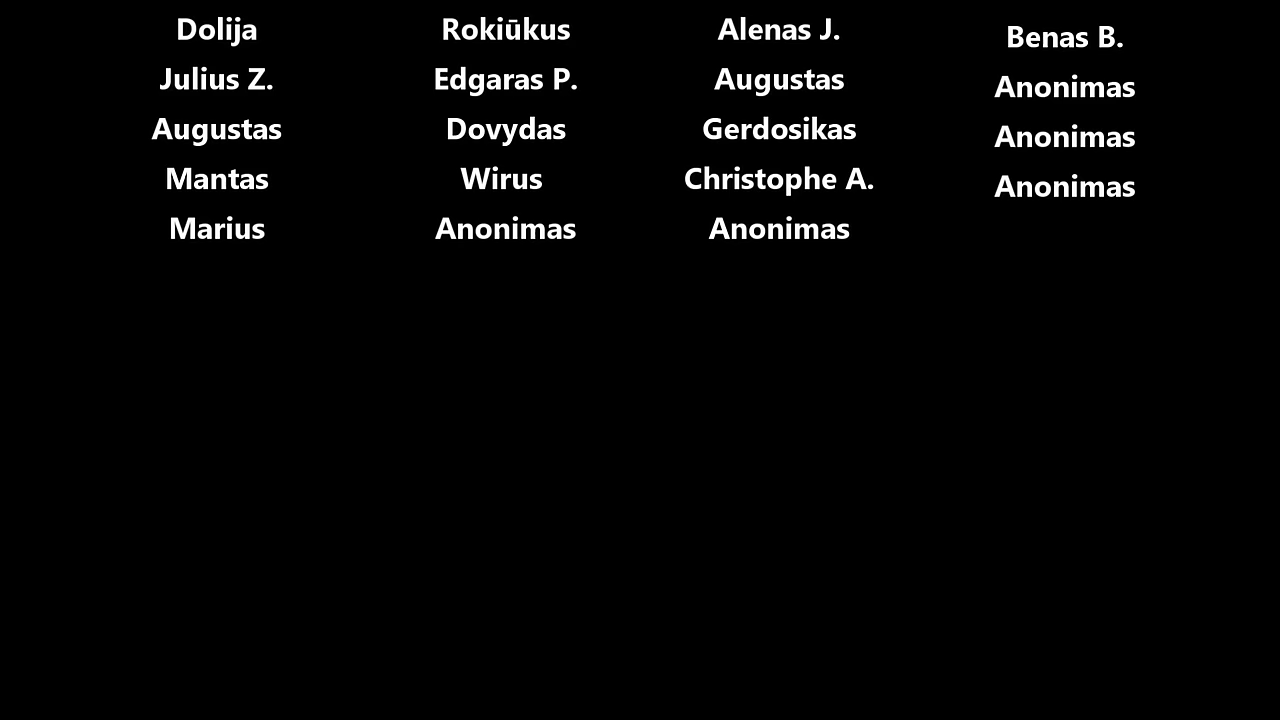 Dolija
Julius Z.
Augustas
Mantas
Marius
Rokiūkus
Edgaras P.
Dovydas
Wirus
Anonimas
Alenas J.
Augustas
Gerdosikas
Christophe A.
Anonimas
Benas B.
Anonimas
Anonimas
Anonimas